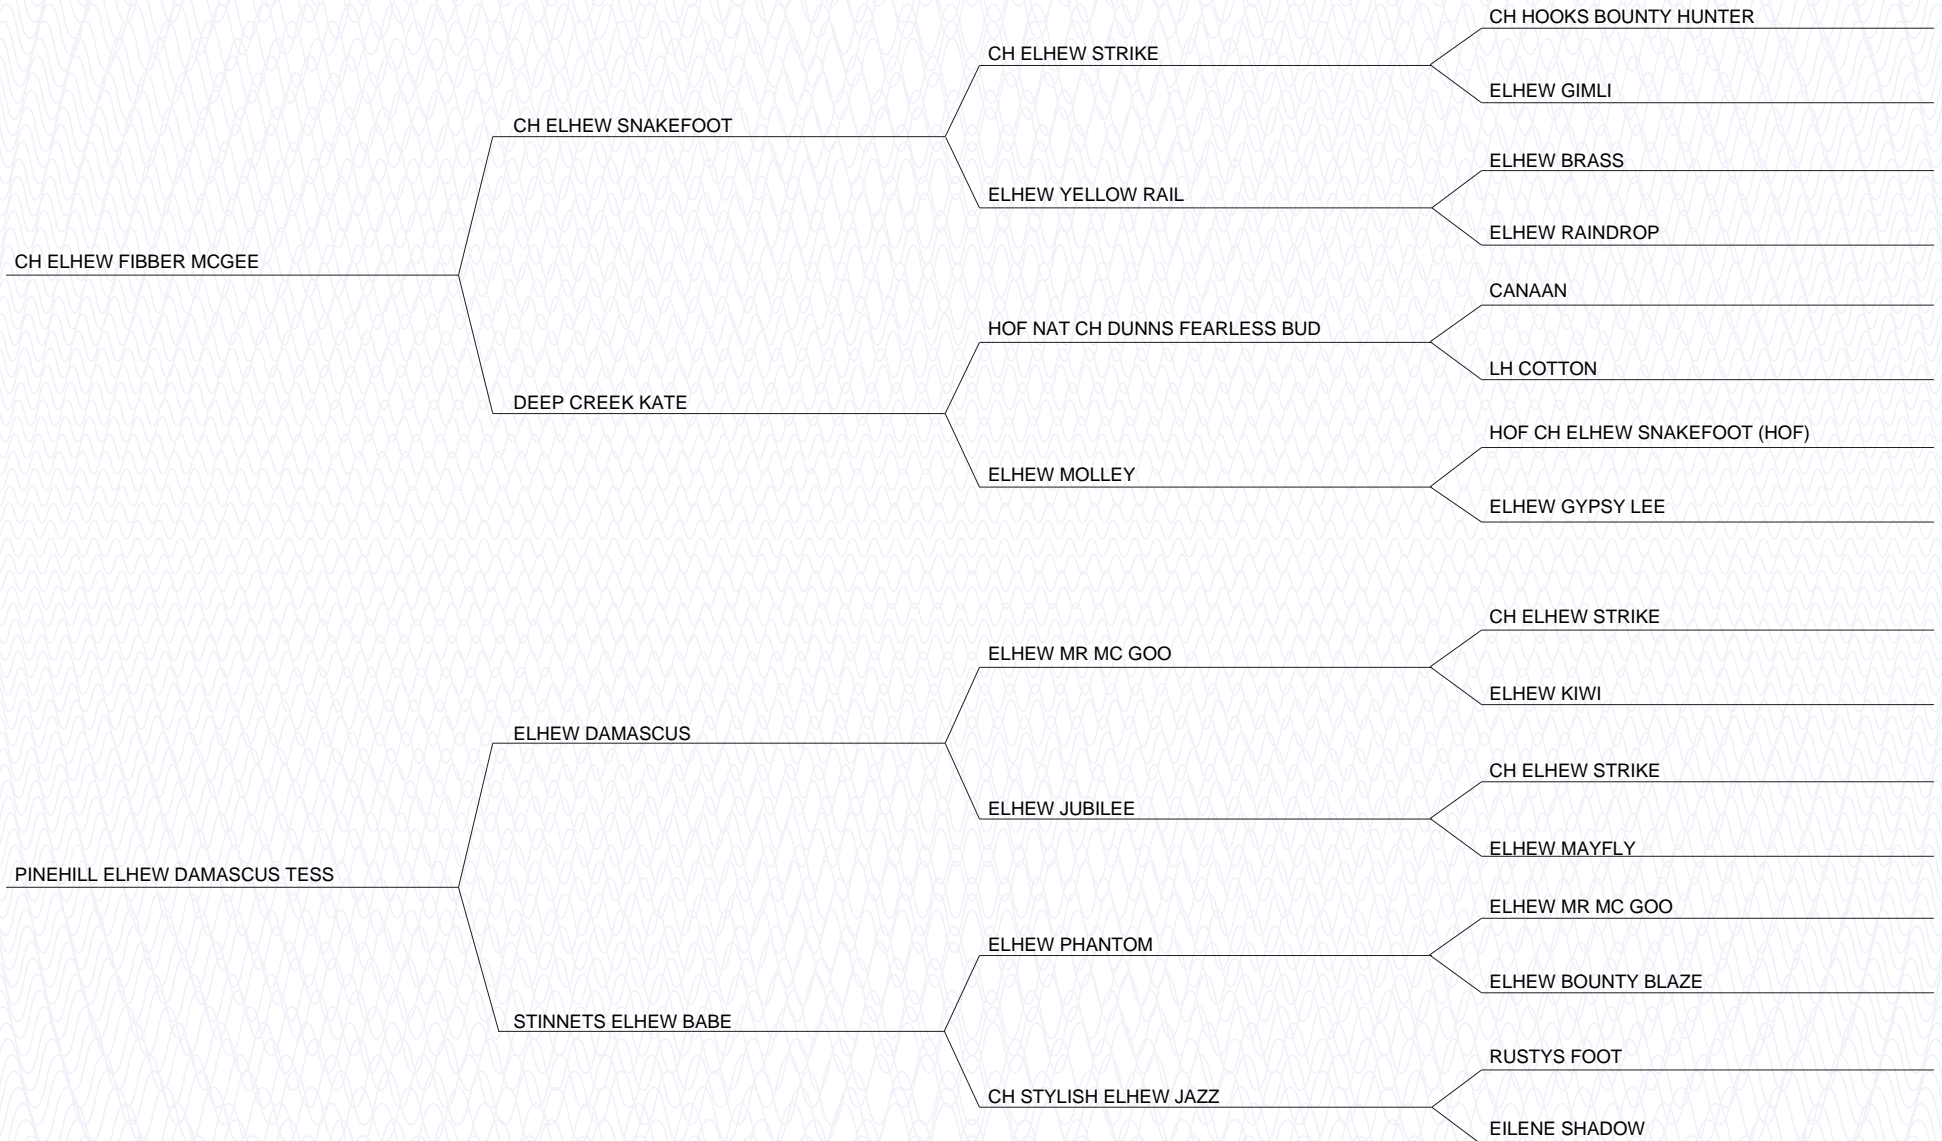 CH HOOKS BOUNTY HUNTER
CH ELHEW STRIKE
ELHEW GIMLI
CH ELHEW SNAKEFOOT
ELHEW BRASS
ELHEW YELLOW RAIL
ELHEW RAINDROP
CH ELHEW FIBBER MCGEE
CANAAN
HOF NAT CH DUNNS FEARLESS BUD
LH COTTON
DEEP CREEK KATE
HOF CH ELHEW SNAKEFOOT (HOF)
ELHEW MOLLEY
ELHEW GYPSY LEE
CH ELHEW STRIKE
ELHEW MR MC GOO
ELHEW KIWI
ELHEW DAMASCUS
CH ELHEW STRIKE
ELHEW JUBILEE
ELHEW MAYFLY
PINEHILL ELHEW DAMASCUS TESS
ELHEW MR MC GOO
ELHEW PHANTOM
ELHEW BOUNTY BLAZE
STINNETS ELHEW BABE
RUSTYS FOOT
CH STYLISH ELHEW JAZZ
EILENE SHADOW